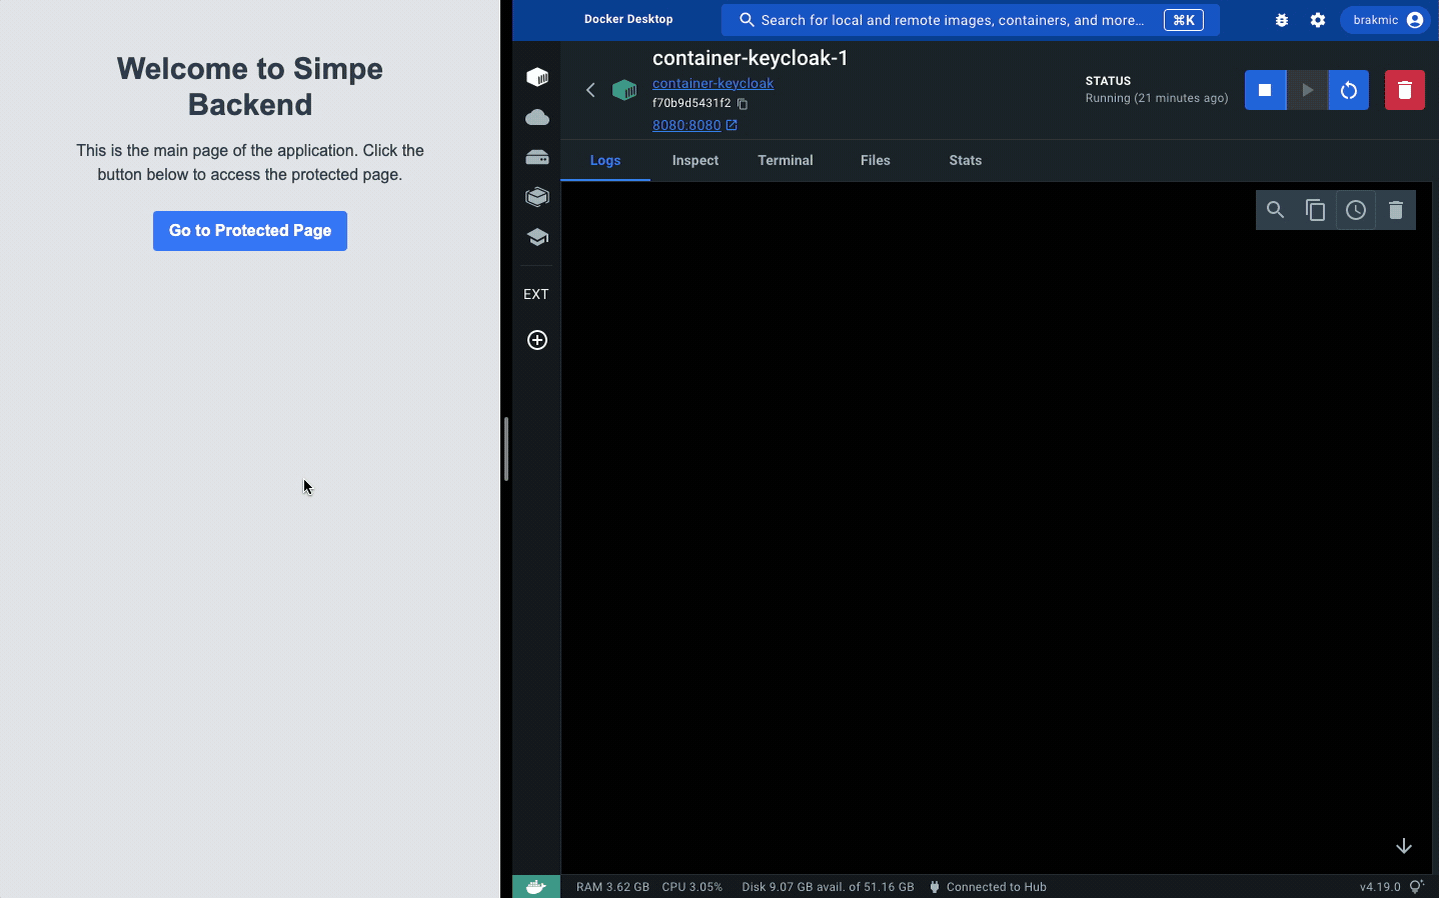 Welcome to Simpe
Backend
This is the main page of the application. Click the
button below to access the protected page.
Go to Protected Page
Docker Desktop
Search for local and remote images, containers, and more...
⌘K
brakmic
container-keycloak-1
container-keycloak
f70b9d5431f2
8080:8080
STATUS
Running (21 minutes ago)
Logs
Inspect
Terminal
Files
Stats
EXT
RAM 3.62 GB
CPU 3.05%
Disk 9.07 GB avail. of 51.16 GB
Connected to Hub
v4.19.0